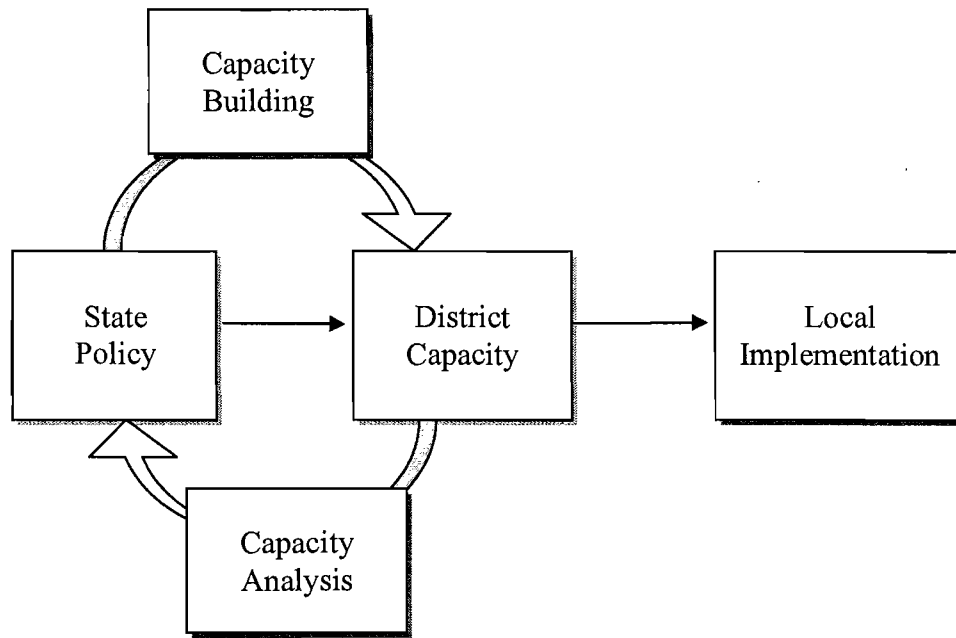 Capacity
Building
State
Policy
District
Capacity
Local
Implementation
Capacity
Analysis